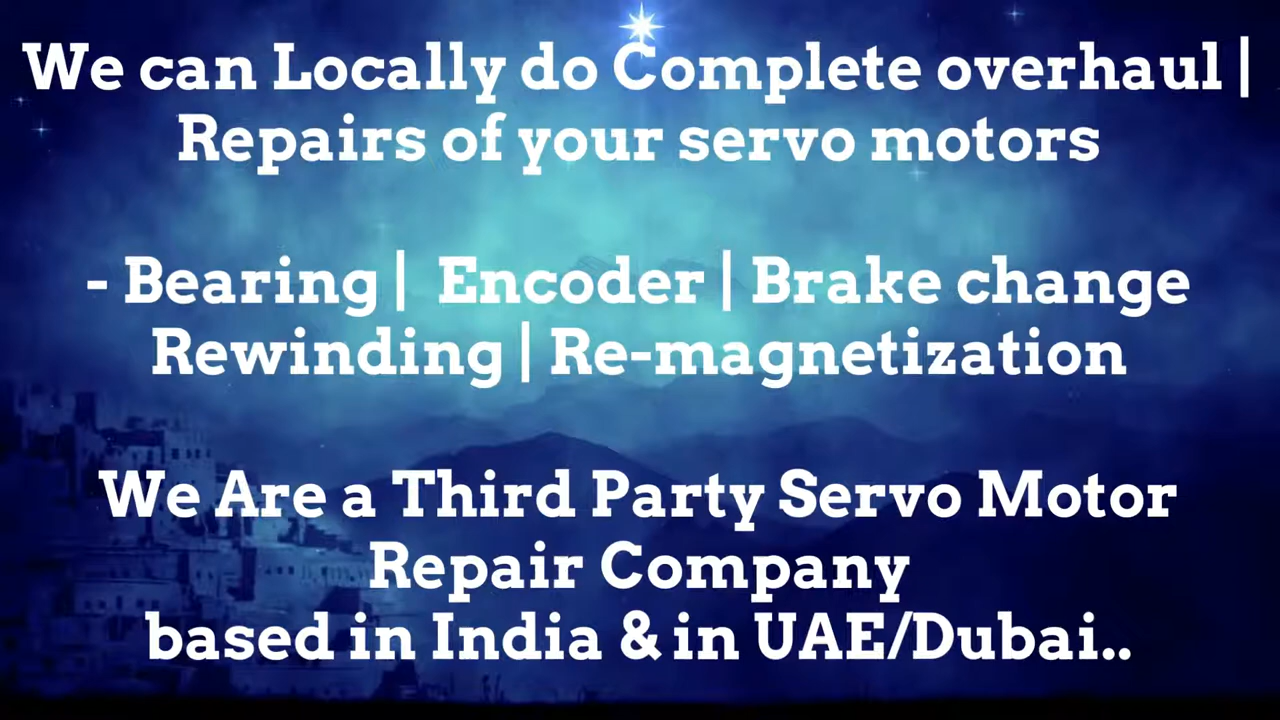 We can Locally do Complete overhaul |
Repairs of your servo motors
- Bearing | Encoder | Brake change
Rewinding | Re-magnetization
We Are a Third Party Servo Motor
Repair Company
based in India & in UAE/Dubai..